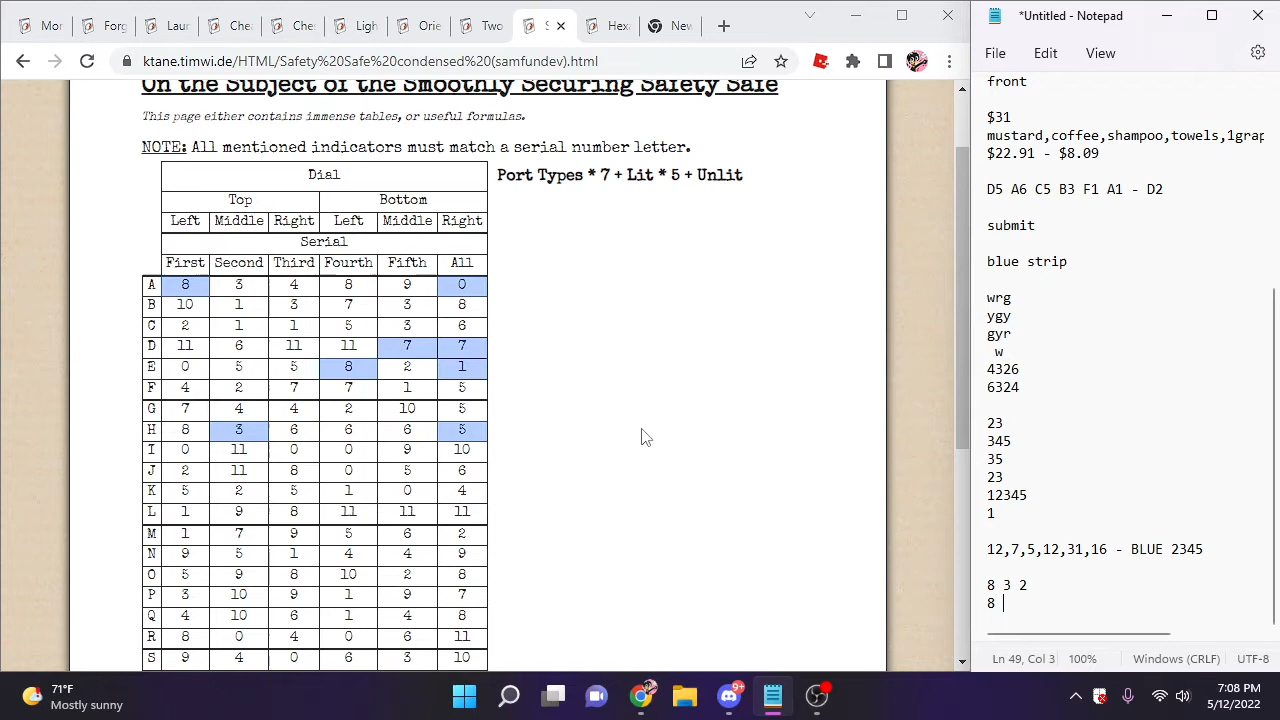 Mor
Forg
Laur
Che
Ches
Ligh
Orie
Two
S
Hexa
Nev
ktane.timwi.de/HTML/Safety%20Safe%20condensed%20(samfundev).html
On the Subject of the Smoothly Securing Safety Safe
This page either contains immense tables, or useful formulas.
NOTE: All mentioned indicators must match a serial number letter.
Dial
Top Bottom
Left Middle Right Left Middle Right
Serial
First Second Third Fourth Fifth All
A 8 3 4 8 9 0
B 10 1 3 7 3 8
C 2 1 1 5 3 6
D 11 6 11 11 7 7
E 0 5 5 8 2 1
F 4 2 7 7 1 5
G 7 4 4 2 10 5
H 8 3 6 6 6 5
I 0 11 0 0 9 10
J 2 11 8 0 5 6
K 5 2 5 1 0 4
L 1 9 8 11 11 11
M 1 7 9 5 6 2
N 9 5 1 4 4 9
O 5 9 8 10 2 8
P 3 10 9 1 9 7
Q 4 10 6 1 4 8
R 8 0 4 0 6 11
S 9 4 0 6 3 10
Port Types * 7 + Lit * 5 + Unlit
*Untitled - Notepad
File Edit View
front
$31
mustard,coffee,shampoo,towels,1grap
$22.91 - $8.09
D5 A6 C5 B3 F1 A1 - D2
submit
blue strip
wrg
ygy
gyr
w
4326
6324
23
345
35
23
12345
1
12,7,5,12,31,16 - BLUE 2345
8 3 2
8
Ln 49, Col 3 100% Windows (CRLF) UTF-8
71°F
Mostly sunny
9+
7:08 PM
5/12/2022